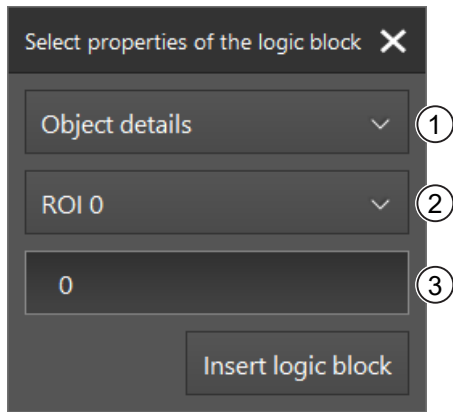 Select properties of the logic block
Object details
1
ROI 0
2
0
3
Insert logic block